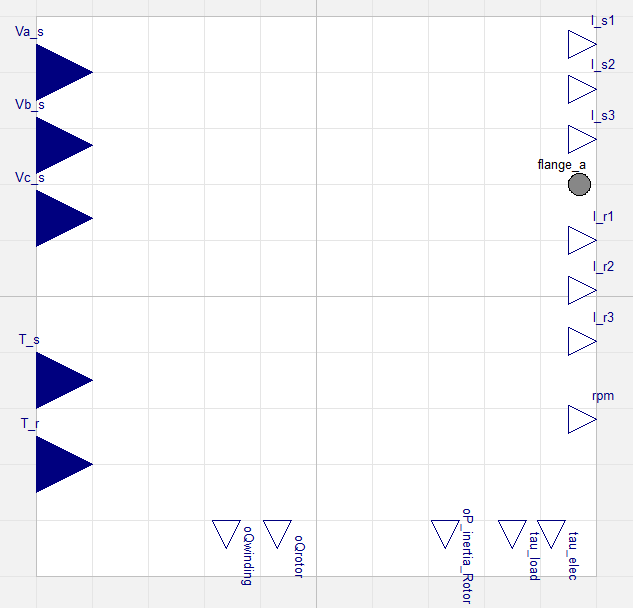 Va_s
Vb_s
Vc_s
T_s
T_r
I_s1
I_s2
I_s3
flange_a
I_r1
I_r2
I_r3
rpm
oQwinding
oQrotor
oP_inertia_Rotor
tau_load
tau_elec